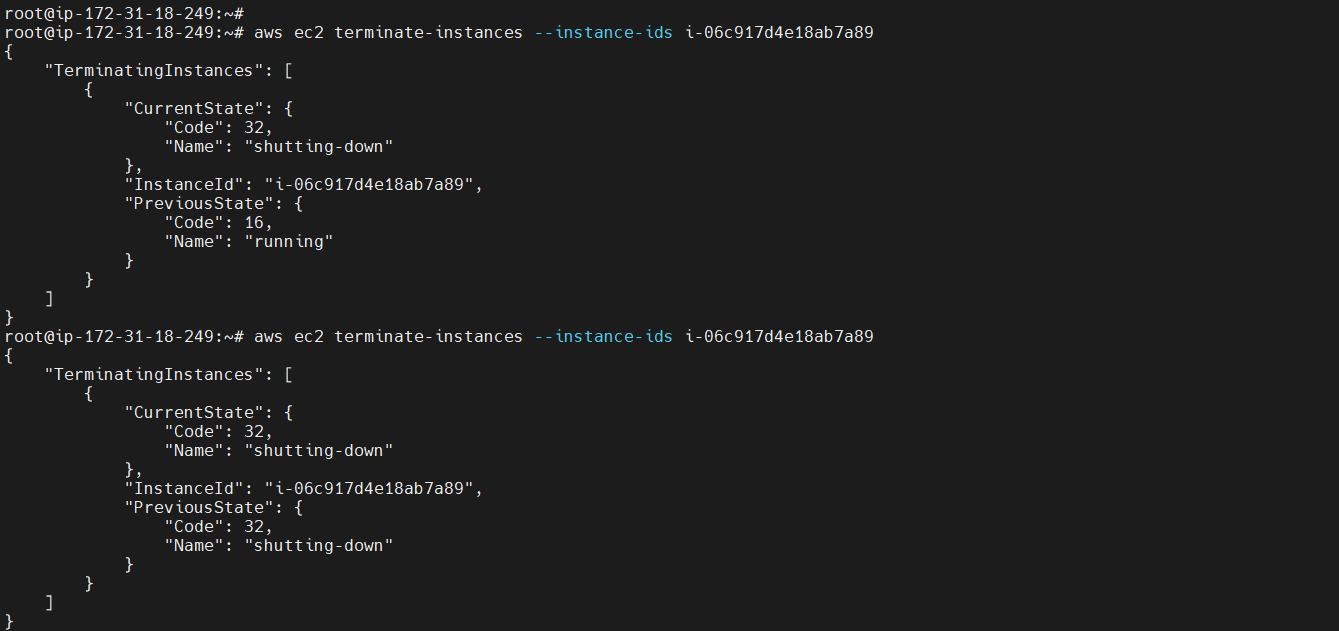 root@ip-172-31-18-249:~#
root@ip-172-31-18-249:~# aws ec2 terminate-instances --instance-ids i-06c917d4e18ab7a89
{
    "TerminatingInstances": [
        {
            "CurrentState": {
                "Code": 32,
                "Name": "shutting-down"
            },
            "InstanceId": "i-06c917d4e18ab7a89",
            "PreviousState": {
                "Code": 16,
                "Name": "running"
            }
        }
    ]
}
root@ip-172-31-18-249:~# aws ec2 terminate-instances --instance-ids i-06c917d4e18ab7a89
{
    "TerminatingInstances": [
        {
            "CurrentState": {
                "Code": 32,
                "Name": "shutting-down"
            },
            "InstanceId": "i-06c917d4e18ab7a89",
            "PreviousState": {
                "Code": 32,
                "Name": "shutting-down"
            }
        }
    ]
}